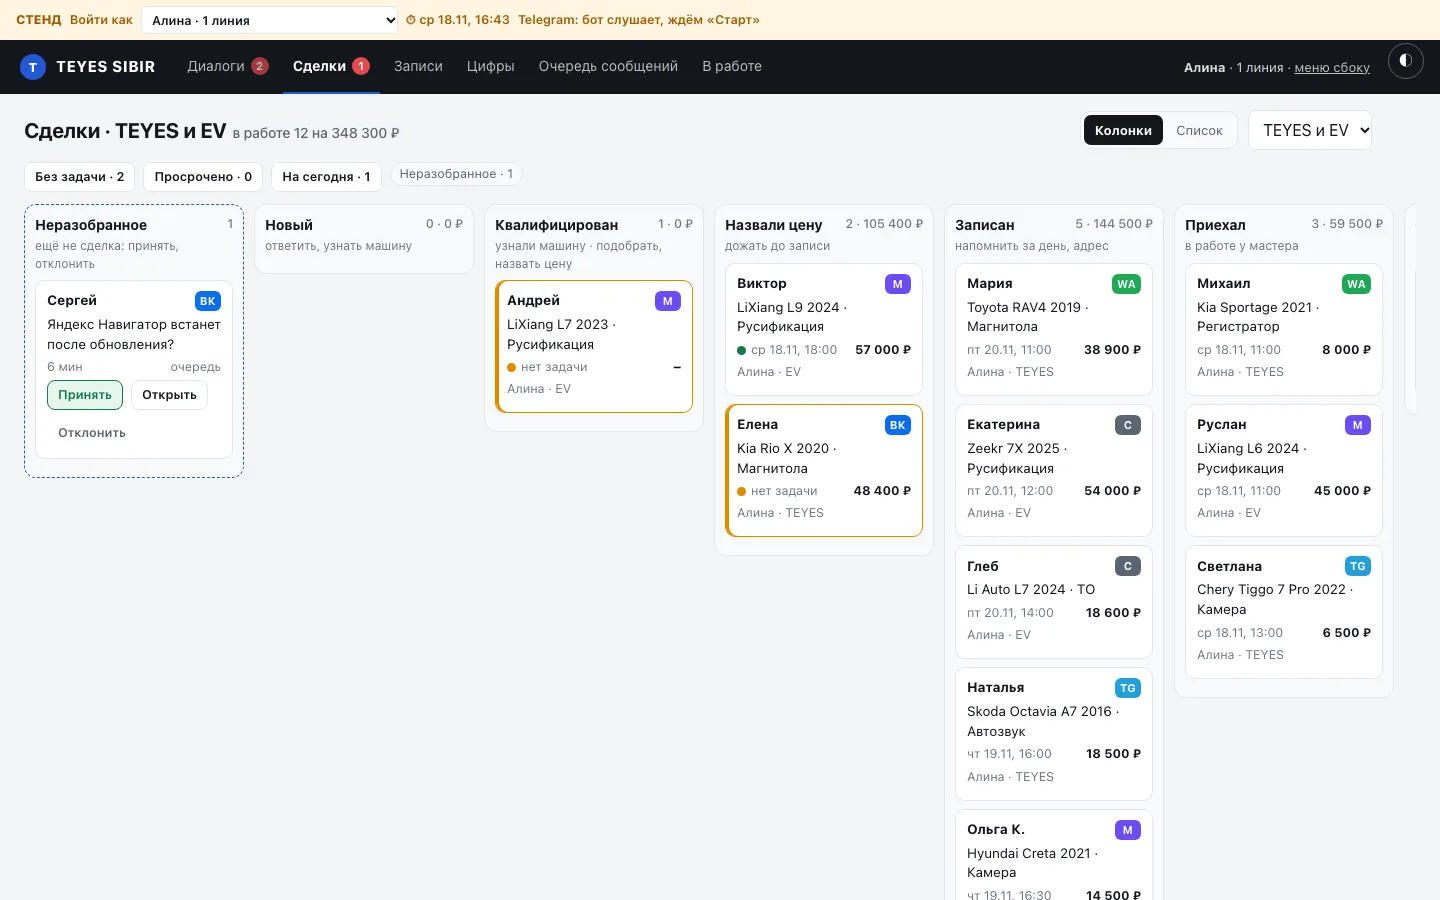 СТЕНД Войти как Алина · 1 линия ⏱ ср 18.11, 16:43 Telegram: бот слушает, ждём «Старт»
T TEYES SIBIR Диалоги 2 Сделки 1 Записи Цифры Очередь сообщений В работе Алина · 1 линия · меню сбоку
Сделки · TEYES и EV в работе 12 на 348 300 ₽
Колонки Список TEYES и EV
Без задачи · 2 Просрочено · 0 На сегодня · 1 Неразобранное · 1
Неразобранное 1
ещё не сделка: принять,
отклонить
Сергей ВК
Яндекс Навигатор встанет
после обновления?
6 мин очередь
Принять Открыть
Отклонить
Новый 0 · 0 ₽
ответить, узнать машину
Квалифицирован 1 · 0 ₽
узнали машину · подобрать,
назвать цену
Андрей M
LiXiang L7 2023 ·
Русификация
нет задачи –
Алина · EV
Назвали цену 2 · 105 400 ₽
дожать до записи
Виктор M
LiXiang L9 2024 ·
Русификация
ср 18.11, 18:00 57 000 ₽
Алина · EV
Елена ВК
Kia Rio X 2020 ·
Магнитола
нет задачи 48 400 ₽
Алина · TEYES
Записан 5 · 144 500 ₽
напомнить за день, адрес
Мария WA
Toyota RAV4 2019 ·
Магнитола
пт 20.11, 11:00 38 900 ₽
Алина · TEYES
Екатерина С
Zeekr 7X 2025 ·
Русификация
пт 20.11, 12:00 54 000 ₽
Алина · EV
Глеб С
Li Auto L7 2024 · ТО
пт 20.11, 14:00 18 600 ₽
Алина · EV
Наталья TG
Skoda Octavia A7 2016 ·
Автозвук
чт 19.11, 16:00 18 500 ₽
Алина · TEYES
Ольга К. M
Hyundai Creta 2021 ·
Камера
чт 19.11, 16:30 14 500 ₽
Приехал 3 · 59 500 ₽
в работе у мастера
Михаил WA
Kia Sportage 2021 ·
Регистратор
ср 18.11, 11:00 8 000 ₽
Алина · TEYES
Руслан M
LiXiang L6 2024 ·
Русификация
ср 18.11, 11:00 45 000 ₽
Алина · EV
Светлана TG
Chery Tiggo 7 Pro 2022 ·
Камера
ср 18.11, 13:00 6 500 ₽
Алина · TEYES